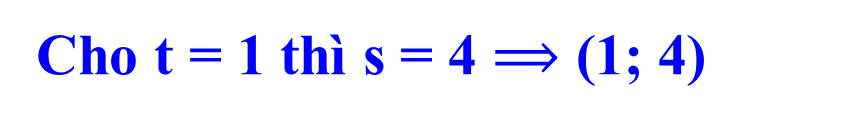 Cho t = 1 thì s = 4 ⟹ (1; 4)